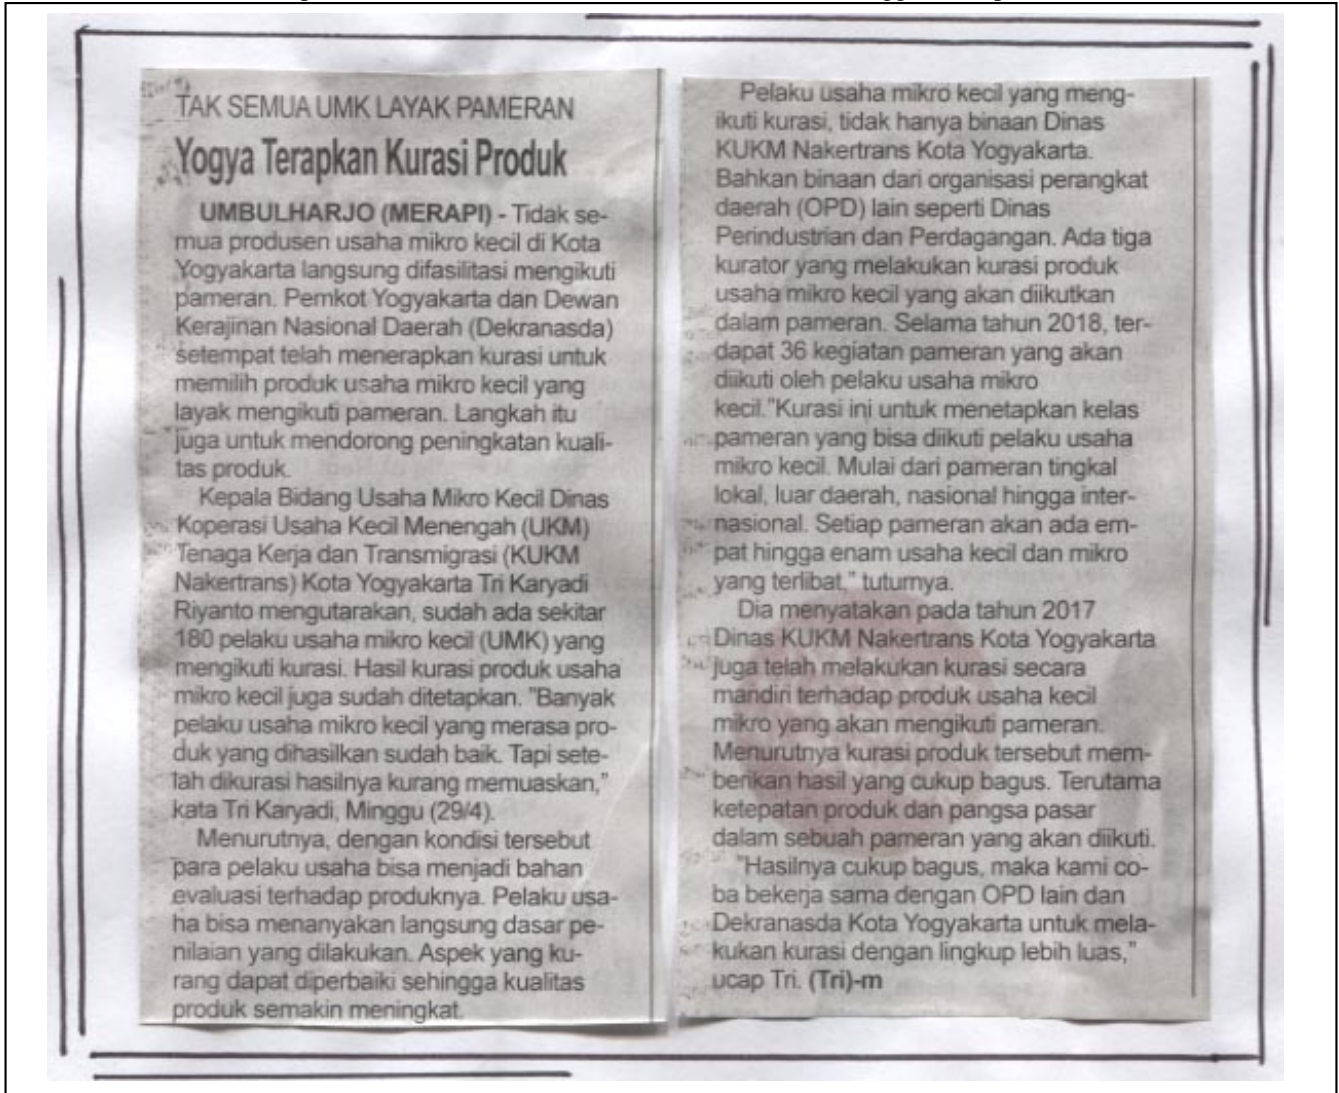 TAK SEMUA UMK LAYAK PAMERAN
Yogya Terapkan Kurasi Produk
UMBULHARJO (MERAPI) - Tidak se-
mua produsen usaha mikro kecil di Kota
Yogyakarta langsung difasilitasi mengikuti
pameran. Pemkot Yogyakarta dan Dewan
Kerajinan Nasional Daerah (Dekranasda)
setempat telah menerapkan kurasi untuk
memilih produk usaha mikro kecil yang
layak mengikuti pameran. Langkah itu
juga untuk mendorong peningkatan kuali-
tas produk.
Kepala Bidang Usaha Mikro Kecil Dinas
Koperasi Usaha Kecil Menengah (UKM)
Tenaga Kerja dan Transmigrasi (KUKM
Nakertrans) Kota Yogyakarta Tri Karyadi
Riyanto mengutarakan, sudah ada sekitar
180 pelaku usaha mikro kecil (UMK) yang
mengikuti kurasi. Hasil kurasi produk usaha
mikro kecil juga sudah ditetapkan. "Banyak
pelaku usaha mikro kecil yang merasa pro-
duk yang dihasilkan sudah baik. Tapi sete-
lah dikurasi hasilnya kurang memuaskan,"
kata Tri Karyadi, Minggu (29/4).
Menurutnya, dengan kondisi tersebut
para pelaku usaha bisa menjadi bahan
evaluasi terhadap produknya. Pelaku usa-
ha bisa menanyakan langsung dasar pe-
nilaian yang dilakukan. Aspek yang ku-
rang dapat diperbaiki sehingga kualitas
produk semakin meningkat.
Pelaku usaha mikro kecil yang meng-
ikuti kurasi, tidak hanya binaan Dinas
KUKM Nakertrans Kota Yogyakarta.
Bahkan binaan dari organisasi perangkat
daerah (OPD) lain seperti Dinas
Perindustrian dan Perdagangan. Ada tiga
kurator yang melakukan kurasi produk
usaha mikro kecil yang akan diikutkan
dalam pameran. Selama tahun 2018, ter-
dapat 36 kegiatan pameran yang akan
diikuti oleh pelaku usaha mikro
kecil."Kurasi ini untuk menetapkan kelas
pameran yang bisa diikuti pelaku usaha
mikro kecil. Mulai dari pameran tingkal
lokal, luar daerah, nasional hingga inter-
nasional. Setiap pameran akan ada em-
pat hingga enam usaha kecil dan mikro
yang terlibat," tuturnya.
Dia menyatakan pada tahun 2017
Dinas KUKM Nakertrans Kota Yogyakarta
juga telah melakukan kurasi secara
mandiri terhadap produk usaha kecil
mikro yang akan mengikuti pameran.
Menurutnya kurasi produk tersebut mem-
berikan hasil yang cukup bagus. Terutama
ketepatan produk dan pangsa pasar
dalam sebuah pameran yang akan diikuti.
"Hasilnya cukup bagus, maka kami co-
ba bekerja sama dengan OPD lain dan
Dekranasda Kota Yogyakarta untuk mela-
kukan kurasi dengan lingkup lebih luas,"
ucap Tri. (Tri)-m